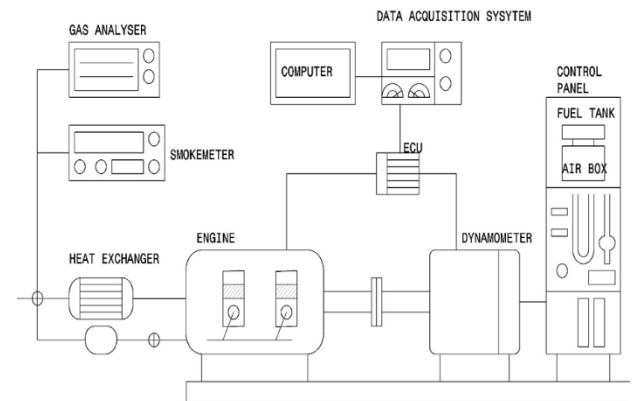 GAS ANALYSER
DATA ACQUISITION SYSYTEM
COMPUTER
CONTROL
PANEL
FUEL TANK
AIR BOX
SMOKEMETER
ECU
ENGINE
DYNAMOMETER
HEAT EXCHANGER